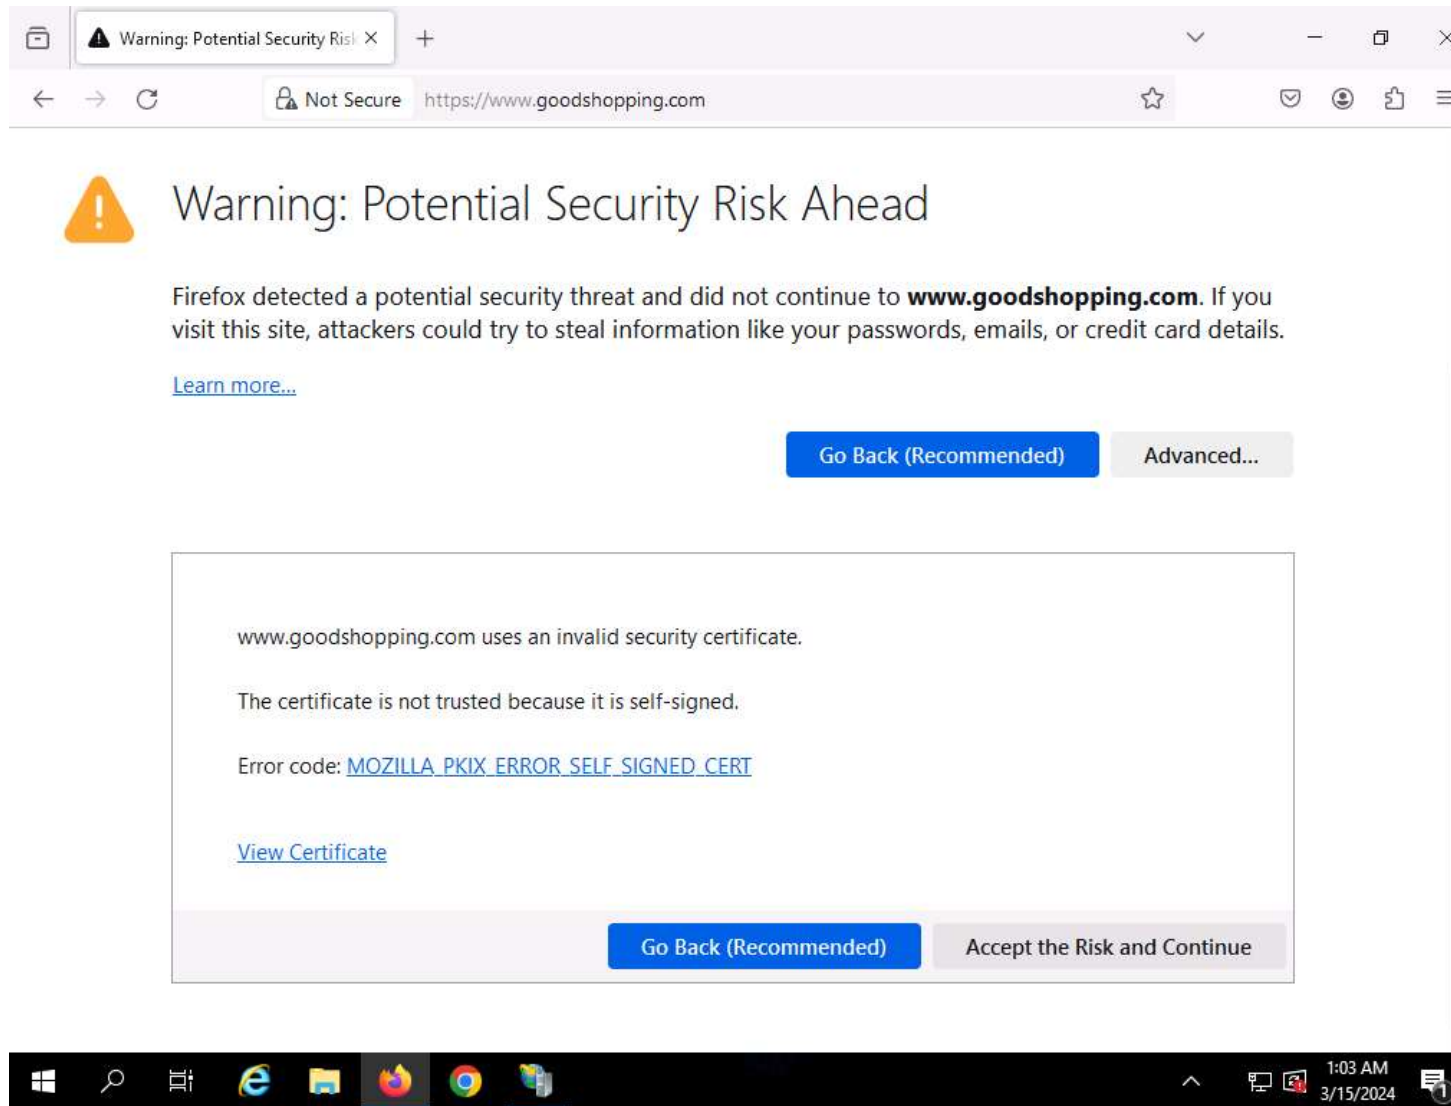 Warning: Potential Security Risk
Not Secure https://www.goodshopping.com
Warning: Potential Security Risk Ahead
Firefox detected a potential security threat and did not continue to www.goodshopping.com. If you
visit this site, attackers could try to steal information like your passwords, emails, or credit card details.
Learn more...
Go Back (Recommended) Advanced...
www.goodshopping.com uses an invalid security certificate.
The certificate is not trusted because it is self-signed.
Error code: MOZILLA_PKIX_ERROR_SELF_SIGNED_CERT
View Certificate
Go Back (Recommended) Accept the Risk and Continue
1:03 AM
3/15/2024
1